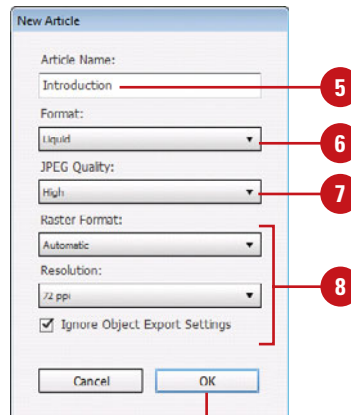 New Article
Article Name:
Introduction
5
Format:
Liquid
6
JPEG Quality:
High
7
Raster Format:
Automatic
8
Resolution:
72 ppi
Ignore Object Export Settings
Cancel OK